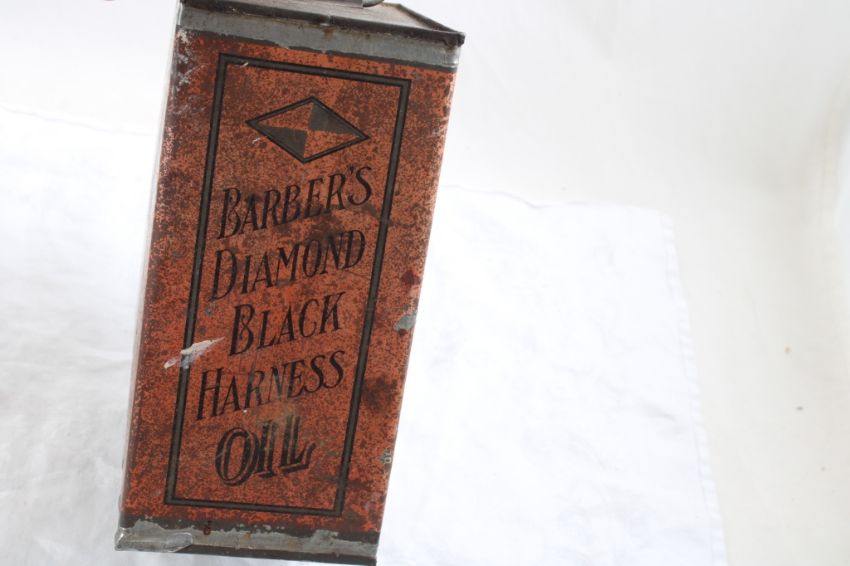 BARBER'S
DIAMOND
BLACK
HARNESS
OIL